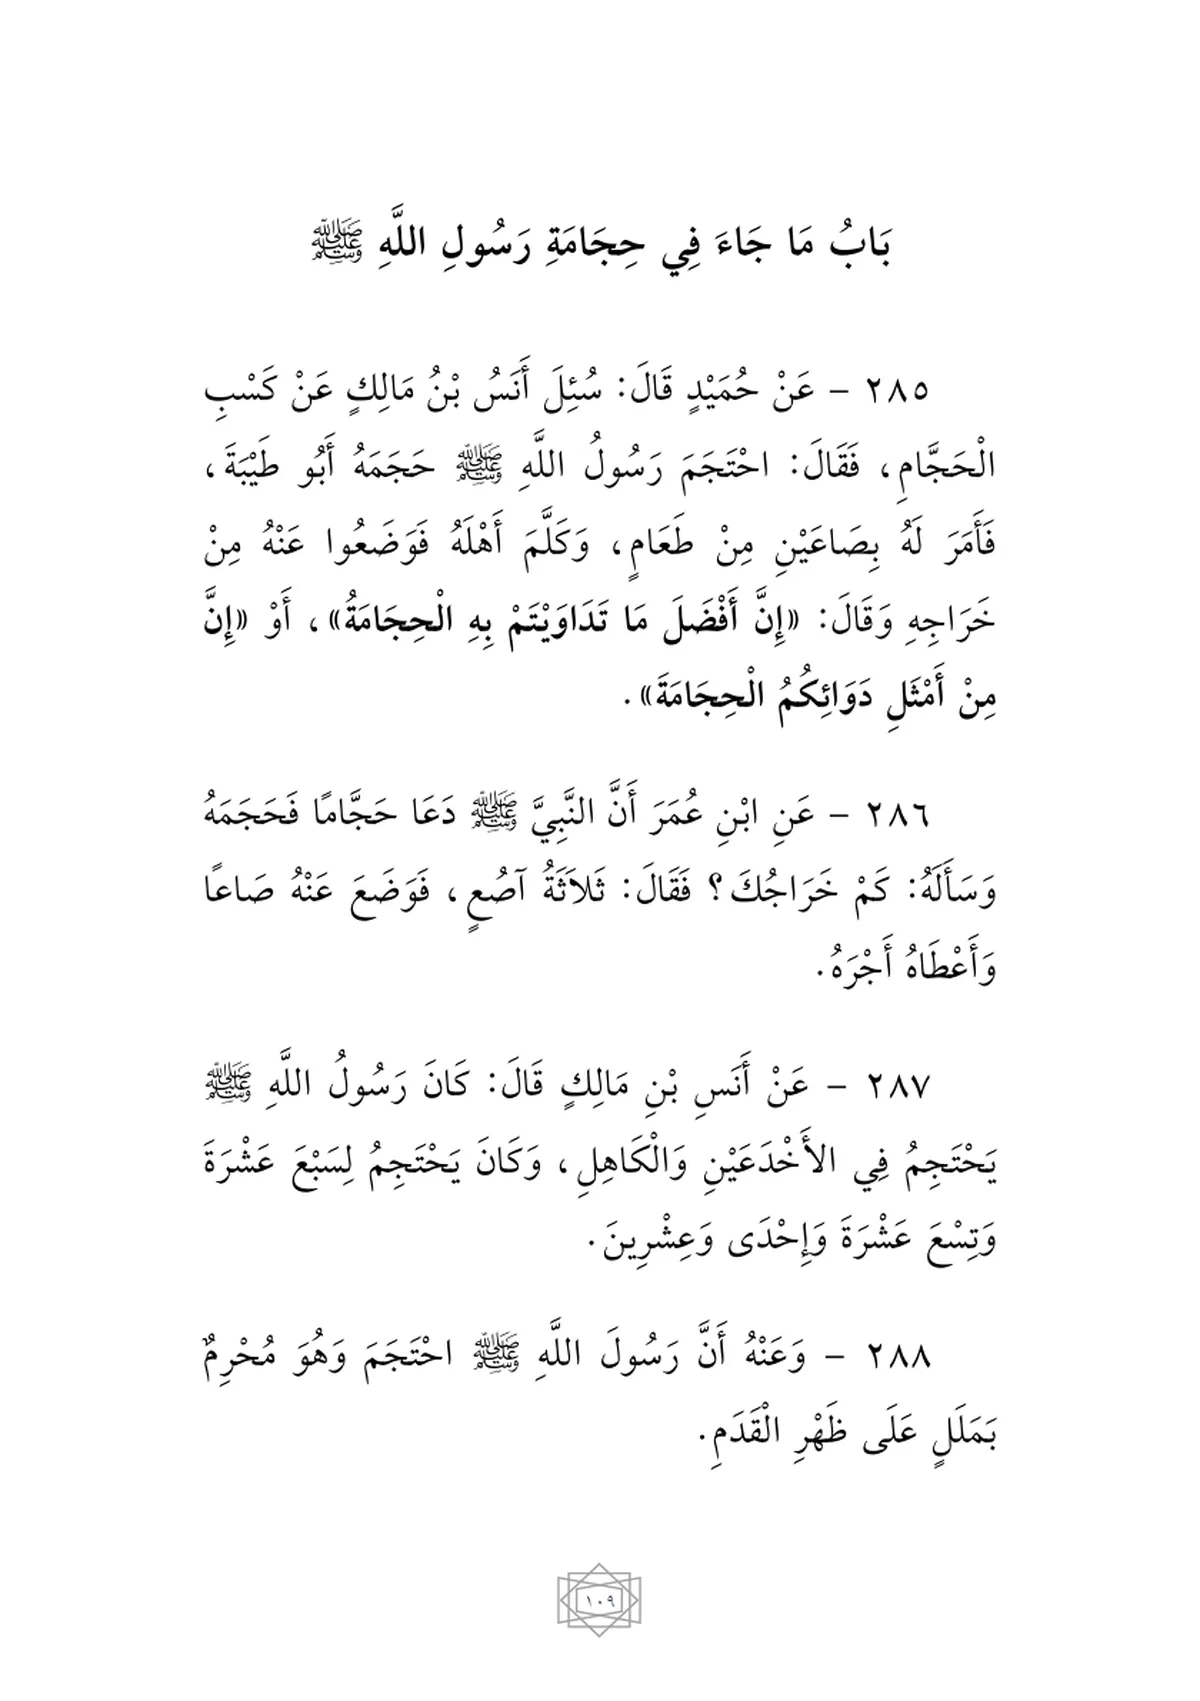 بَابُ مَا جَاءَ فِي حِجَامَةِ رَسُولِ اللَّهِ ﷺ
٢٨٥ – عَنْ حُمَيْدٍ قَالَ: سُئِلَ أَنَسُ بْنُ مَالِكٍ عَنْ كَسْبِ
الْحَجَّامِ، فَقَالَ: احْتَجَمَ رَسُولُ اللَّهِ ﷺ حَجَمَهُ أَبُو طَيْبَةَ،
فَأَمَرَ لَهُ بِصَاعَيْنِ مِنْ طَعَامٍ، وَكَلَّمَ أَهْلَهُ فَوَضَعُوا عَنْهُ مِنْ
خَرَاجِهِ وَقَالَ: «إِنَّ أَفْضَلَ مَا تَدَاوَيْتَمْ بِهِ الْحِجَامَةُ»، أَوْ «إِنَّ
مِنْ أَمْثَلِ دَوَائِكُمُ الْحِجَامَةَ».
٢٨٦ – عَنِ ابْنِ عُمَرَ أَنَّ النَّبِيَّ ﷺ دَعَا حَجَّامًا فَحَجَمَهُ
وَسَأَلَهُ: كَمْ خَرَاجُكَ؟ فَقَالَ: ثَلاَثَةُ آصُعٍ، فَوَضَعَ عَنْهُ صَاعًا
وَأَعْطَاهُ أَجْرَهُ.
٢٨٧ – عَنْ أَنَسِ بْنِ مَالِكٍ قَالَ: كَانَ رَسُولُ اللَّهِ ﷺ
يَحْتَجِمُ فِي الأَخْدَعَيْنِ وَالْكَاهِلِ، وَكَانَ يَحْتَجِمُ لِسَبْعَ عَشْرَةَ
وَتِسْعَ عَشْرَةَ وَإِحْدَى وَعِشْرِينَ.
٢٨٨ – وَعَنْهُ أَنَّ رَسُولَ اللَّهِ ﷺ احْتَجَمَ وَهُوَ مُحْرِمٌ
بَمَلَلٍ عَلَى ظَهْرِ الْقَدَمِ.
١٠٩